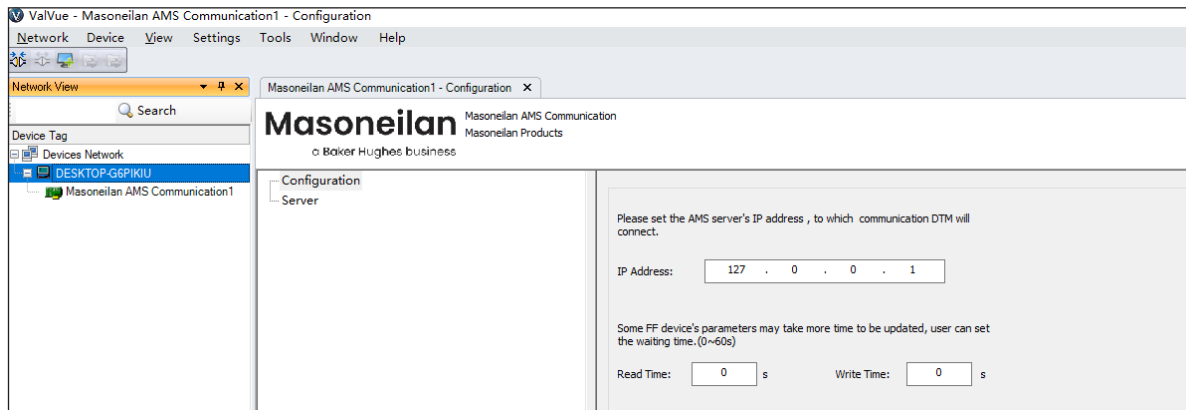 ValVue - Masoneilan AMS Communication1 - Configuration
Network Device View Settings Tools Window Help
Network View
Masoneilan AMS Communication1 - Configuration
Search
Device Tag
Devices Network
DESKTOP-G6PIKIU
Masoneilan AMS Communication1
Masoneilan
a Baker Hughes business
Masoneilan AMS Communication
Masoneilan Products
Configuration
Server
Please set the AMS server's IP address , to which communication DTM will
connect.
IP Address: 127 . 0 . 0 . 1
Some FF device's parameters may take more time to be updated, user can set
the waiting time.(0~60s)
Read Time: 0 s Write Time: 0 s